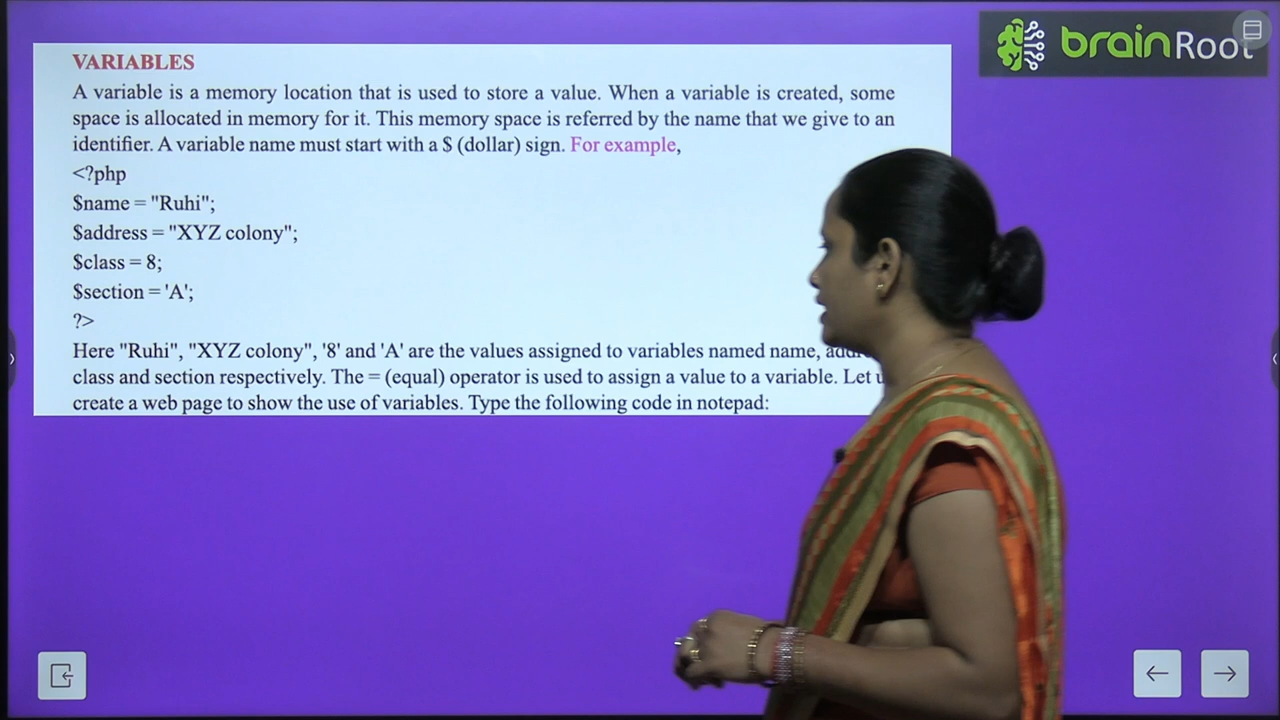 brainRoot
VARIABLES
A variable is a memory location that is used to store a value. When a variable is created, some
space is allocated in memory for it. This memory space is referred by the name that we give to an
identifier. A variable name must start with a $ (dollar) sign. For example,
<?php
$name = "Ruhi";
$address = "XYZ colony";
$class = 8;
$section = 'A';
?>
Here "Ruhi", "XYZ colony", '8' and 'A' are the values assigned to variables named name,
class and section respectively. The = (equal) operator is used to assign a value to a variable. Let
create a web page to show the use of variables. Type the following code in notepad: